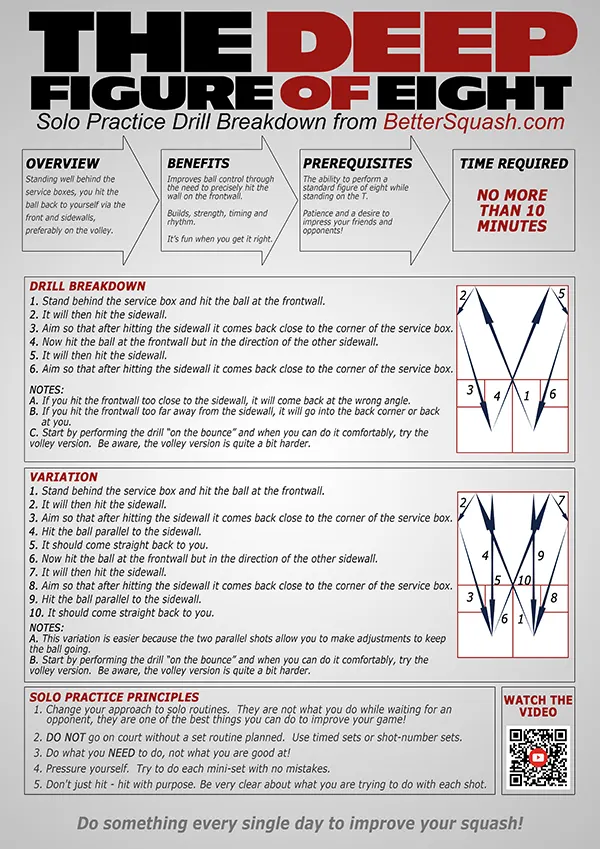 THE DEEP
FIGURE OF EIGHT
Solo Practice Drill Breakdown from BetterSquash.com
OVERVIEW
Standing well behind the
service boxes, you hit the
ball back to yourself via the
front and sidewalls,
preferably on the volley.
BENEFITS
Improves ball control through
the need to precisely hit the
wall on the frontwall.
Builds, strength, timing and
rhythm.
It's fun when you get it right.
PREREQUISITES
The ability to perform a
standard figure of eight while
standing on the T.
Patience and a desire to
impress your friends and
opponents!
TIME REQUIRED
NO MORE
THAN 10
MINUTES
DRILL BREAKDOWN
1. Stand behind the service box and hit the ball at the frontwall.
2. It will then hit the sidewall.
3. Aim so that after hitting the sidewall it comes back close to the corner of the service box.
4. Now hit the ball at the frontwall but in the direction of the other sidewall.
5. It will then hit the sidewall.
6. Aim so that after hitting the sidewall it comes back close to the corner of the service box.
NOTES:
A. If you hit the frontwall too close to the sidewall, it will come back at the wrong angle.
B. If you hit the frontwall too far away from the sidewall, it will go into the back corner or back
at you.
C. Start by performing the drill "on the bounce" and when you can do it comfortably, try the
volley version. Be aware, the volley version is quite a bit harder.
2 5
3 4 1 6
VARIATION
1. Stand behind the service box and hit the ball at the frontwall.
2. It will then hit the sidewall.
3. Aim so that after hitting the sidewall it comes back close to the corner of the service box.
4. Hit the ball parallel to the sidewall.
5. It should come straight back to you.
6. Now hit the ball at the frontwall but in the direction of the other sidewall.
7. It will then hit the sidewall.
8. Aim so that after hitting the sidewall it comes back close to the corner of the service box.
9. Hit the ball parallel to the sidewall.
10. It should come straight back to you.
NOTES:
A. This variation is easier because the two parallel shots allow you to make adjustments to keep
the ball going.
B. Start by performing the drill "on the bounce" and when you can do it comfortably, try the
volley version. Be aware, the volley version is quite a bit harder.
2 7
4 9
5 10
3 8
6 1
SOLO PRACTICE PRINCIPLES
1. Change your approach to solo routines. They are not what you do while waiting for an
opponent, they are one of the best things you can do to improve your game!
2. DO NOT go on court without a set routine planned. Use timed sets or shot-number sets.
3. Do what you NEED to do, not what you are good at!
4. Pressure yourself. Try to do each mini-set with no mistakes.
5. Don't just hit - hit with purpose. Be very clear about what you are trying to do with each shot.
WATCH THE
VIDEO
Do something every single day to improve your squash!